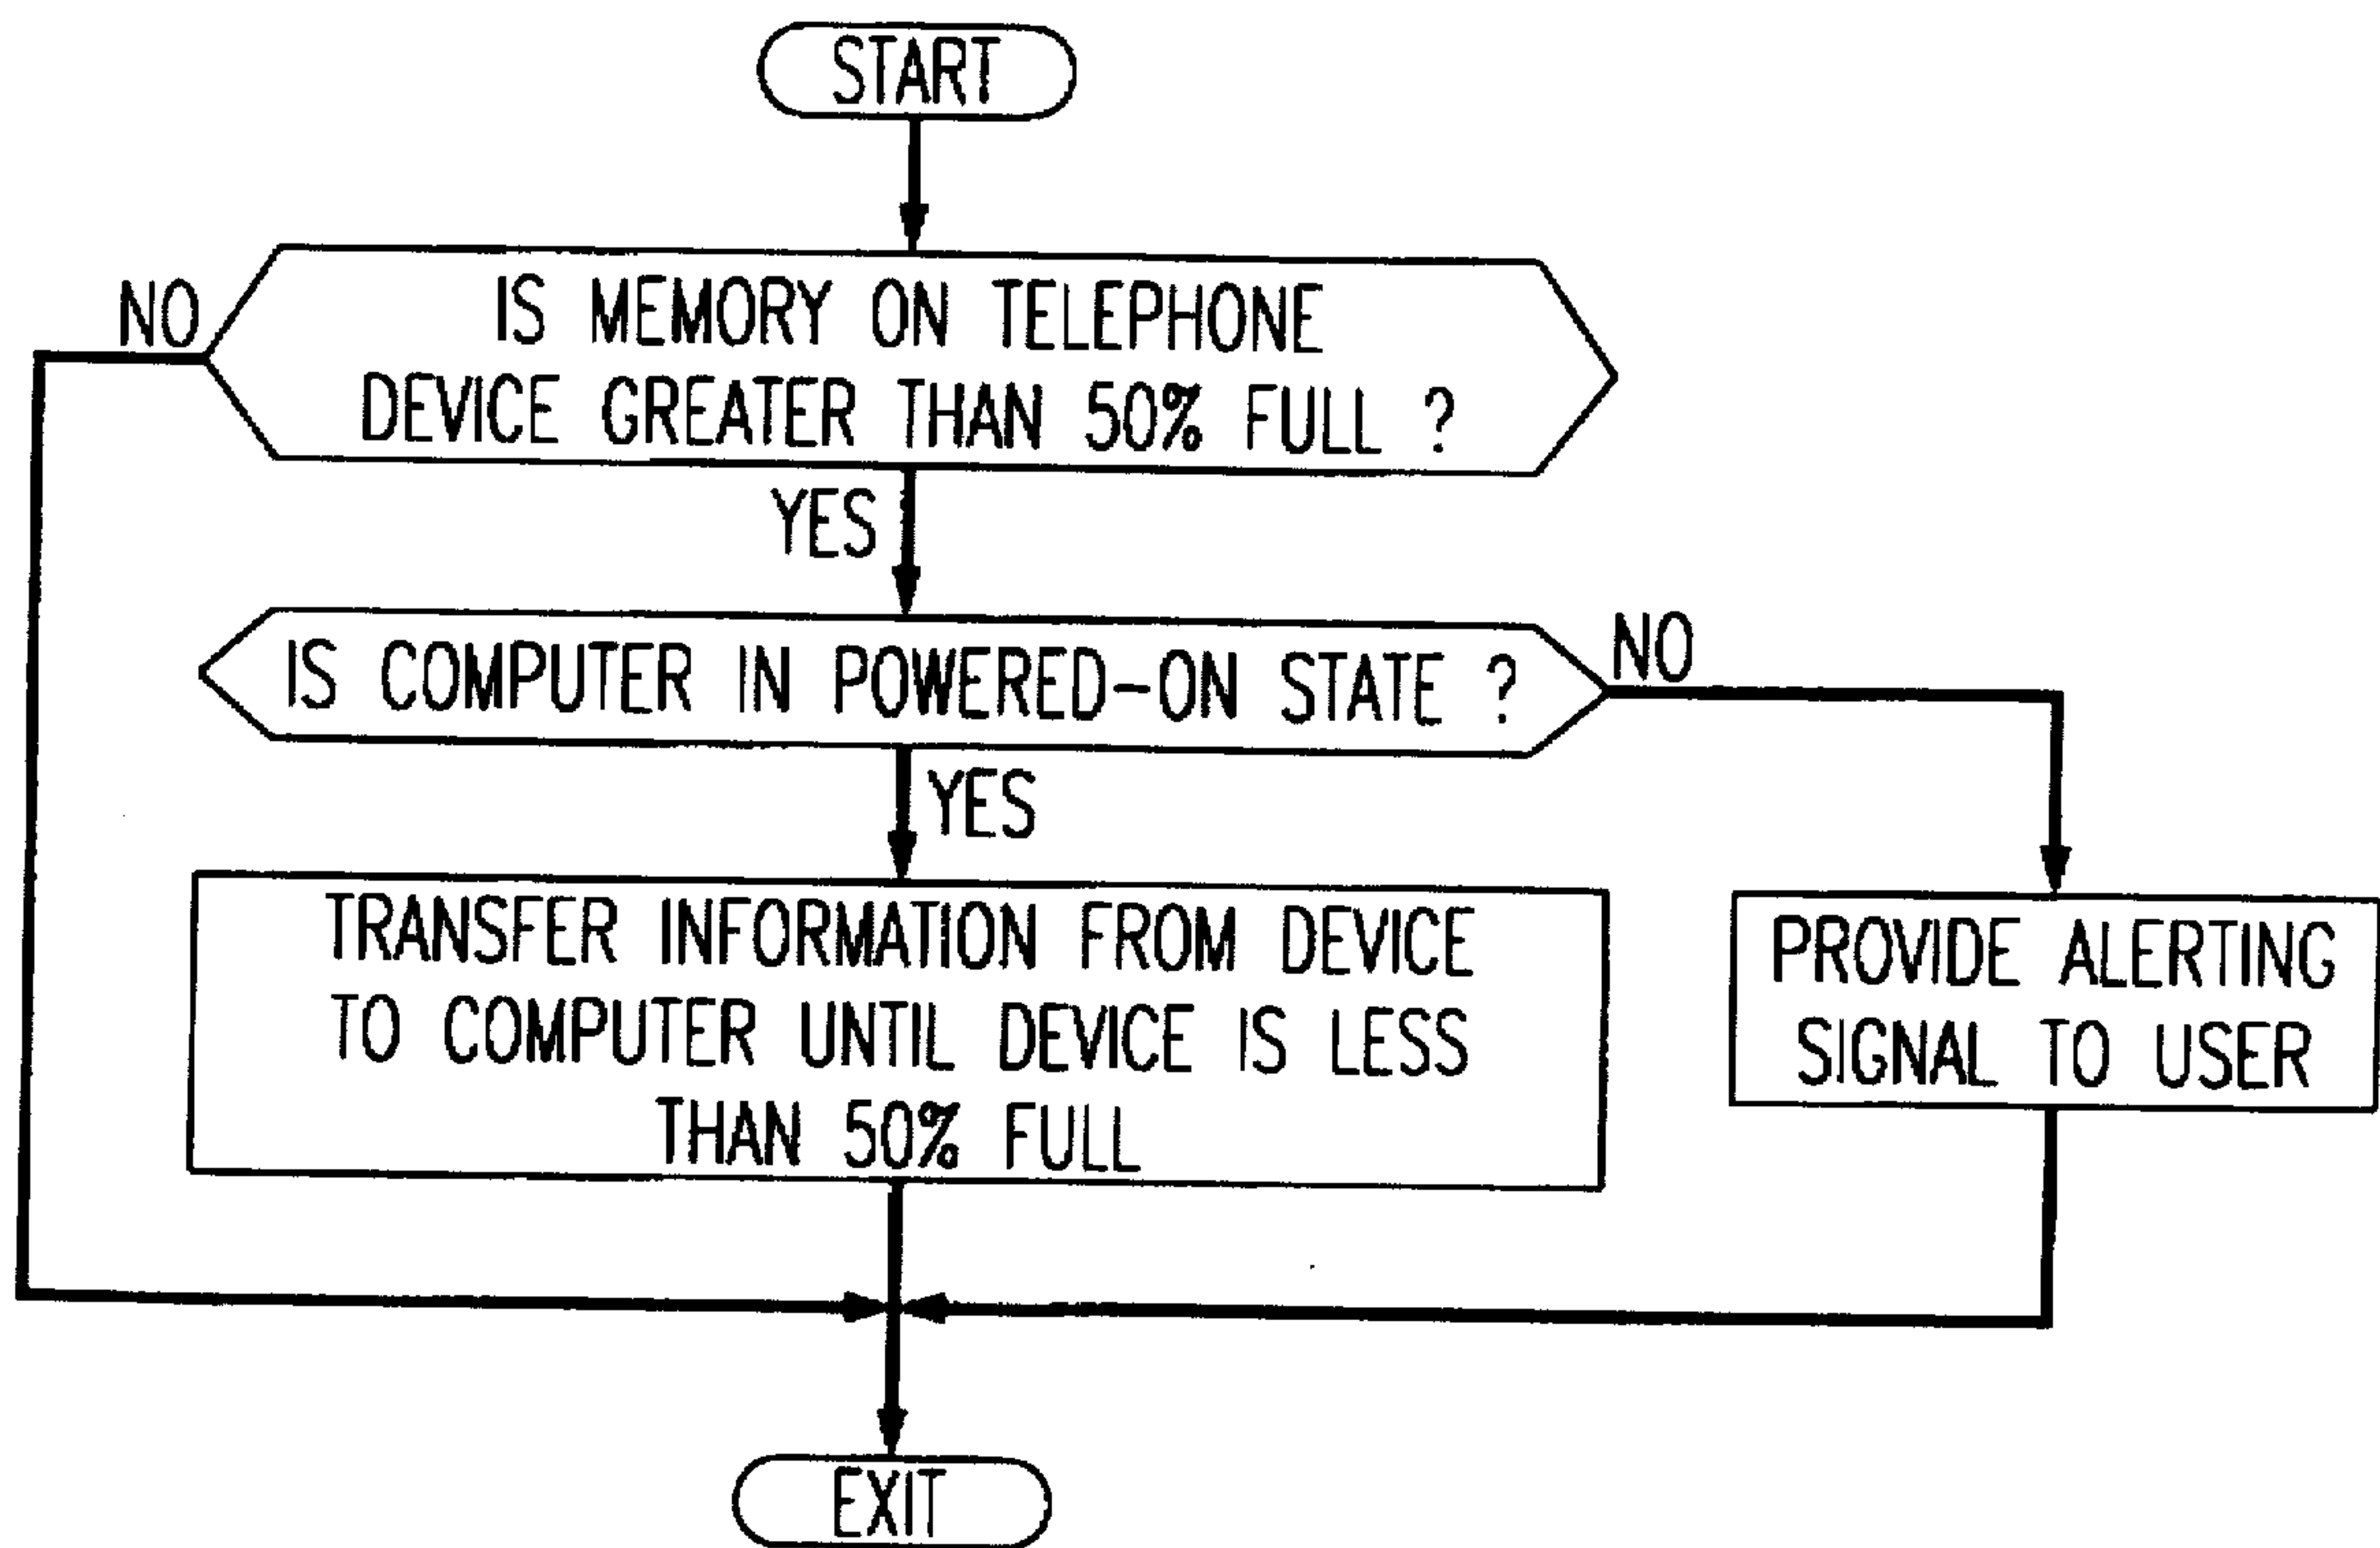 START
NO
IS MEMORY ON TELEPHONE
DEVICE GREATER THAN 50% FULL ?
YES
IS COMPUTER IN POWERED-ON STATE ?
NO
YES
TRANSFER INFORMATION FROM DEVICE
TO COMPUTER UNTIL DEVICE IS LESS
THAN 50% FULL
PROVIDE ALERTING
SIGNAL TO USER
EXIT